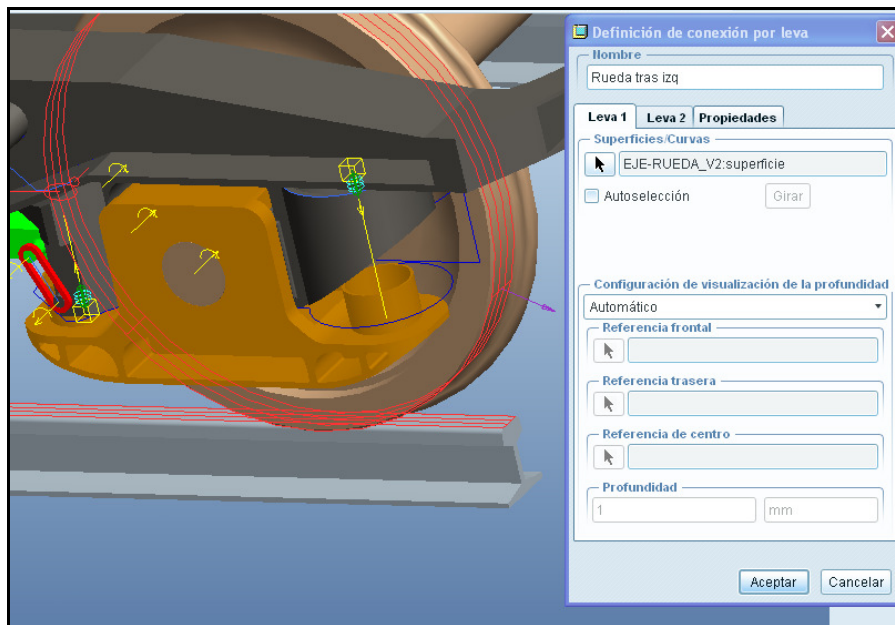 Definición de conexión por leva
Nombre
Rueda tras izq
Leva 1 Leva 2 Propiedades
Superficies/Curvas
EJE-RUEDA_V2:superficie
Autoselección Girar
Configuración de visualización de la profundidad
Automático
Referencia frontal
Referencia trasera
Referencia de centro
Profundidad
1 mm
Aceptar Cancelar